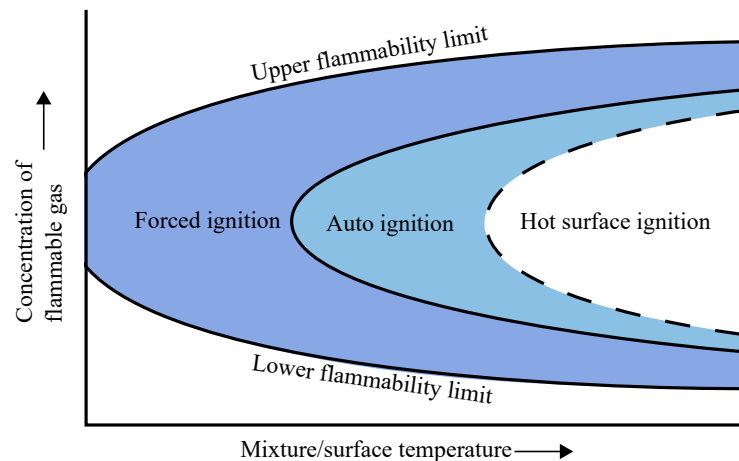 Upper flammability limit
Concentration of
flammable gas
Forced ignition
Auto ignition
Hot surface ignition
Lower flammability limit
Mixture/surface temperature